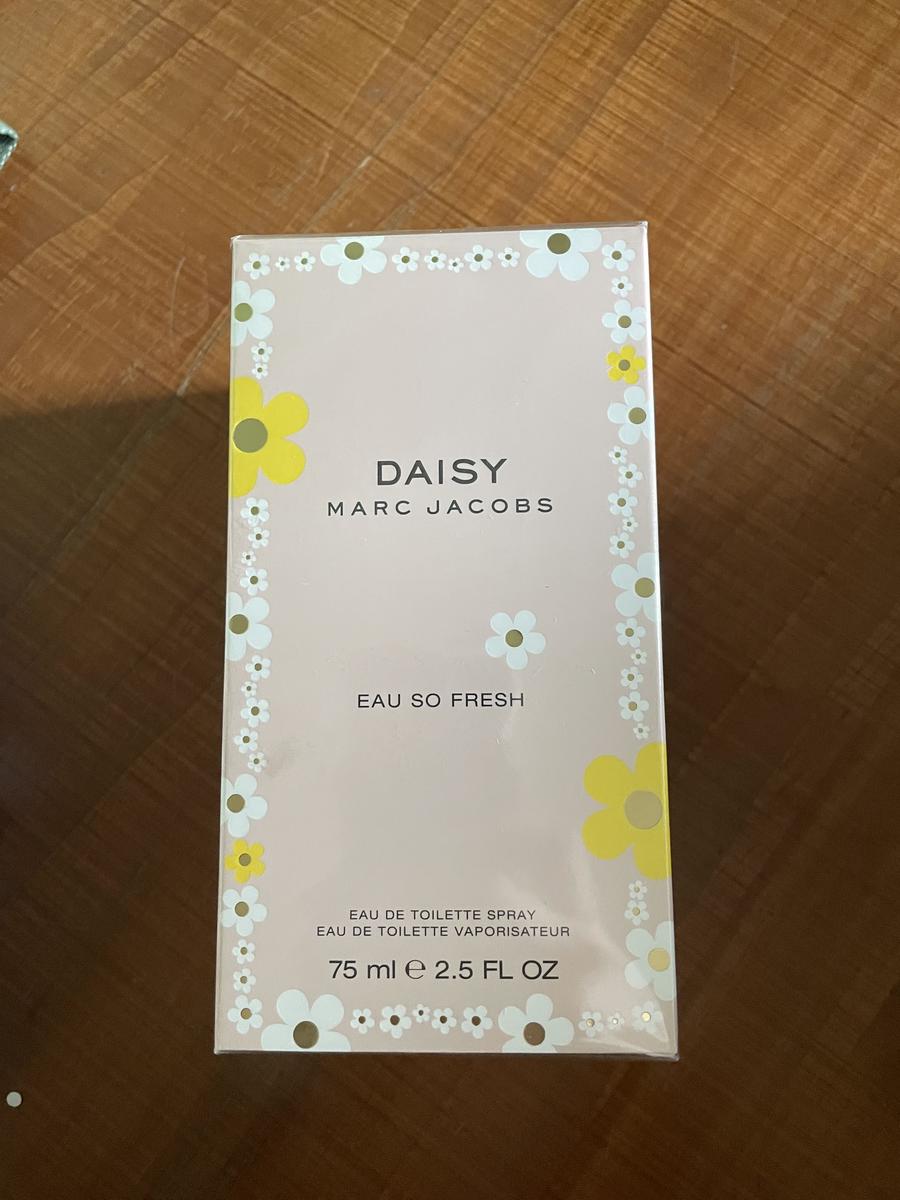 DAISY
MARC JACOBS
EAU SO FRESH
EAU DE TOILETTE SPRAY
EAU DE TOILETTE VAPORISATEUR
75 ml ℮ 2.5 FL OZ